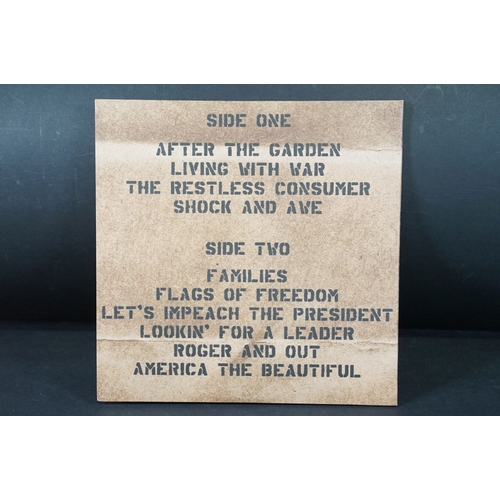 SIDE ONE
AFTER THE GARDEN
LIVING WITH WAR
THE RESTLESS CONSUMER
SHOCK AND AWE
SIDE TWO
FAMILIES
FLAGS OF FREEDOM
LET'S IMPEACH THE PRESIDENT
LOOKIN' FOR A LEADER
ROGER AND OUT
AMERICA THE BEAUTIFUL